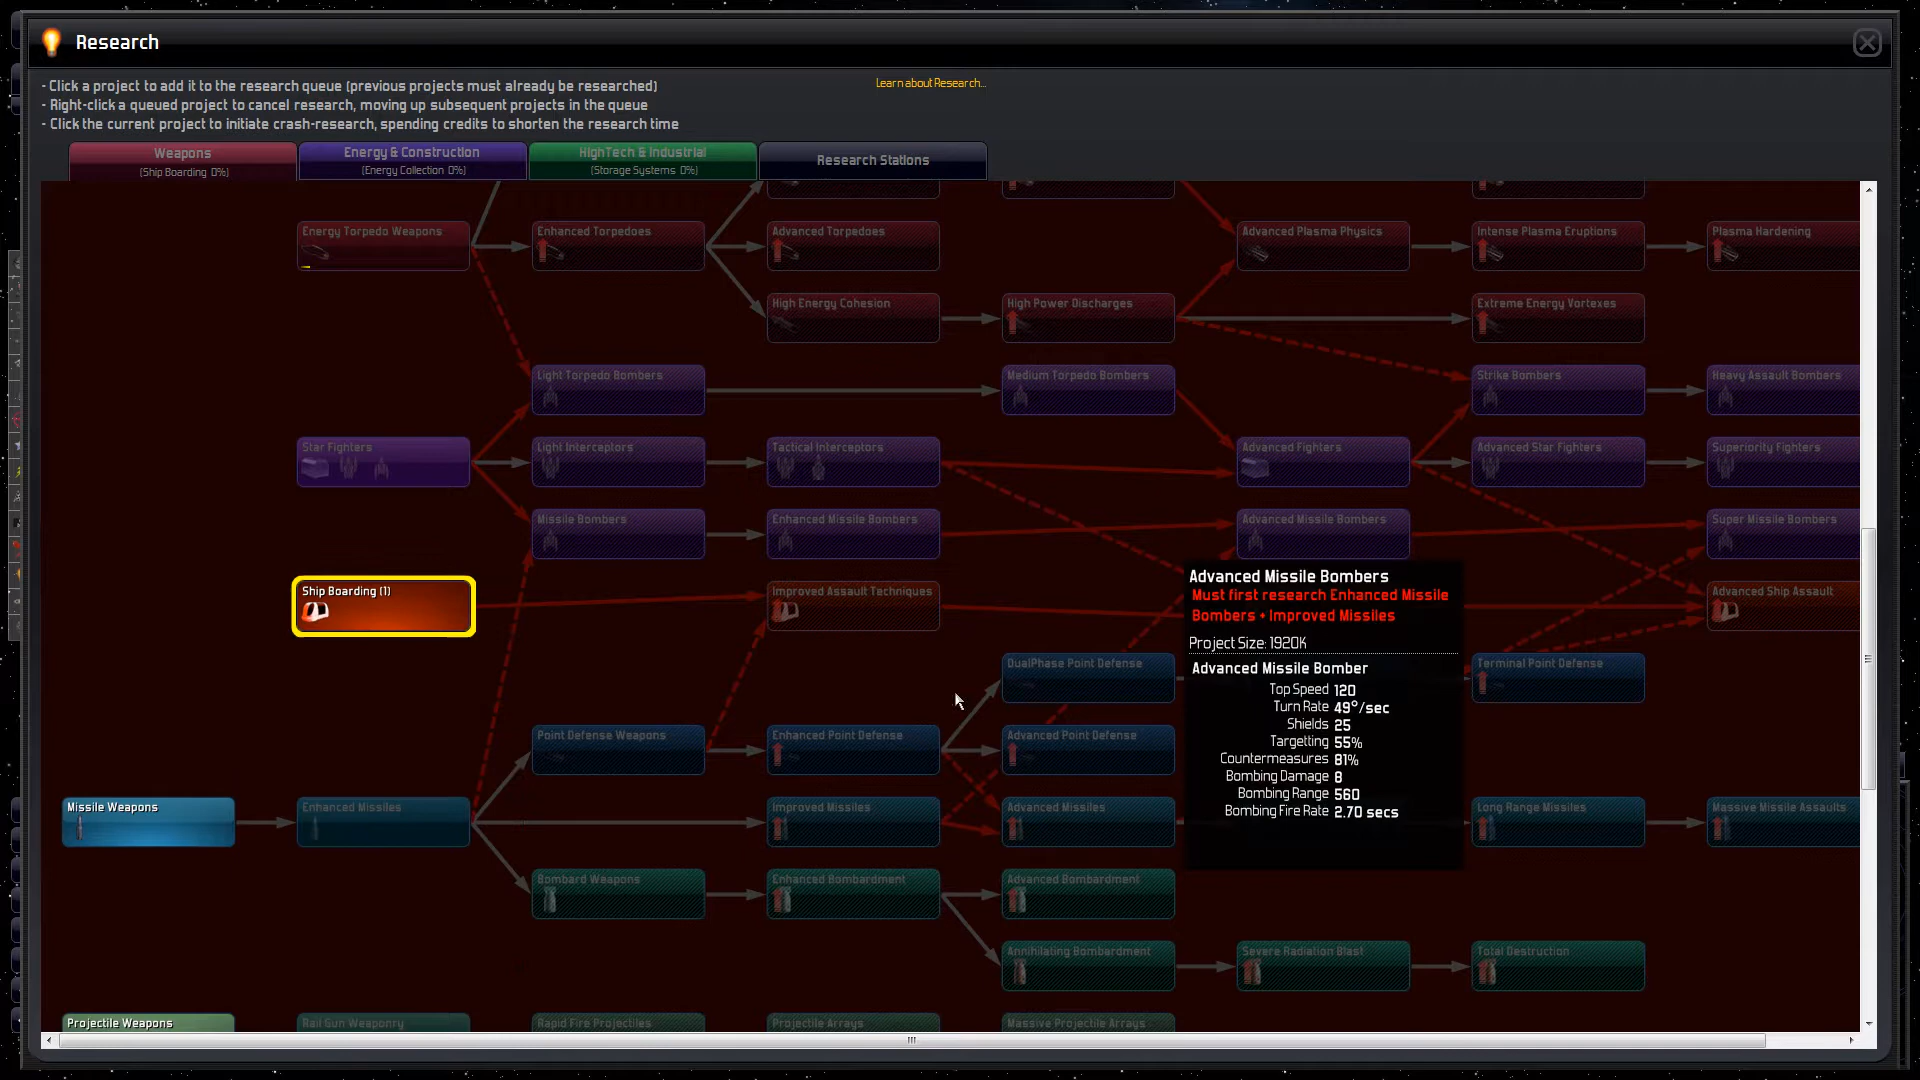 Research
- Click a project to add it to the research queue (previous projects must already be researched)
- Right-click a queued project to cancel research, moving up subsequent projects in the queue
- Click the current project to initiate crash-research, spending credits to shorten the research time
Learn about Research...
Weapons
(Ship Boarding 0%)
Energy & Construction
(Energy Collection 0%)
HighTech & Industrial
(Storage Systems 0%)
Research Stations
Energy Torpedo Weapons
Enhanced Torpedoes
Advanced Torpedoes
Advanced Plasma Physics
Intense Plasma Eruptions
Plasma Hardening
High Energy Cohesion
High Power Discharges
Extreme Energy Vortexes
Light Torpedo Bombers
Medium Torpedo Bombers
Strike Bombers
Heavy Assault Bombers
Star Fighters
Light Interceptors
Tactical Interceptors
Advanced Fighters
Advanced Star Fighters
Superiority Fighters
Missile Bombers
Enhanced Missile Bombers
Advanced Missile Bombers
Super Missile Bombers
Ship Boarding (1)
Improved Assault Techniques
Advanced Ship Assault
Advanced Missile Bombers
Must first research Enhanced Missile
Bombers + Improved Missiles
Project Size: 1920K
Advanced Missile Bomber
Top Speed 120
Turn Rate 49°/sec
Shields 25
Targetting 55%
Countermeasures 81%
Bombing Damage 8
Bombing Range 560
Bombing Fire Rate 2.70 secs
DualPhase Point Defense
Terminal Point Defense
Point Defense Weapons
Enhanced Point Defense
Advanced Point Defense
Missile Weapons
Enhanced Missiles
Improved Missiles
Advanced Missiles
Long Range Missiles
Massive Missile Assaults
Bombard Weapons
Enhanced Bombardment
Advanced Bombardment
Annihilating Bombardment
Severe Radiation Blast
Total Destruction
Projectile Weapons
Rail Gun Weaponry
Rapid Fire Projectiles
Projectile Arrays
Massive Projectile Arrays